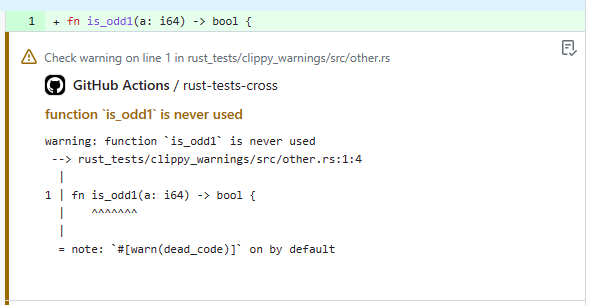 1 + fn is_odd1(a: i64) -> bool {
Check warning on line 1 in rust_tests/clippy_warnings/src/other.rs
GitHub Actions / rust-tests-cross
function `is_odd1` is never used
warning: function `is_odd1` is never used
 --> rust_tests/clippy_warnings/src/other.rs:1:4
  |
1 | fn is_odd1(a: i64) -> bool {
  |    ^^^^^^^
  |
  = note: `#[warn(dead_code)]` on by default